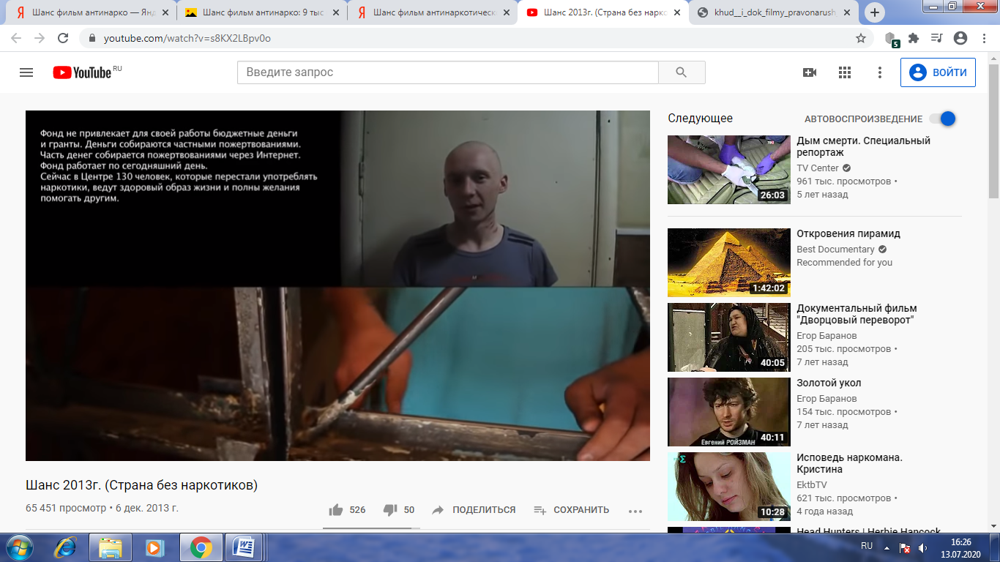 Шанс фильм антинарко — Янд
Шанс фильм антинарко: 9 тыс
Шанс фильм антинаркотическ
Шанс 2013г. (Страна без нарко
khud__i_dok_filmy_pravonarush
youtube.com/watch?v=s8KX2LBpv0o
5
YouTube RU
Введите запрос
ВОЙТИ
Фонд не привлекает для своей работы бюджетные деньги
и гранты. Деньги собираются частными пожертвованиями.
Часть денег собирается пожертвованиями через Интернет.
Фонд работает по сегодняшний день.
Сейчас в Центре 130 человек, которые перестали употреблять
наркотики, ведут здоровый образ жизни и полны желания
помогать другим.
Шанс 2013г. (Страна без наркотиков)
65 451 просмотр • 6 дек. 2013 г.
526
50
ПОДЕЛИТЬСЯ
СОХРАНИТЬ
Следующее
АВТОВОСПРОИЗВЕДЕНИЕ
26:03
Дым смерти. Специальный
репортаж
TV Center
961 тыс. просмотров •
5 лет назад
1:42:02
Откровения пирамид
Best Documentary
Recommended for you
40:05
Документальный фильм
"Дворцовый переворот"
Егор Баранов
205 тыс. просмотров •
7 лет назад
Евгений РОЙЗМАН
40:11
Золотой укол
Егор Баранов
154 тыс. просмотров •
7 лет назад
10:28
Исповедь наркомана.
Кристина
EktbTV
621 тыс. просмотров •
4 года назад
Head Hunters | Herbie Hancock
RU
16:26
13.07.2020